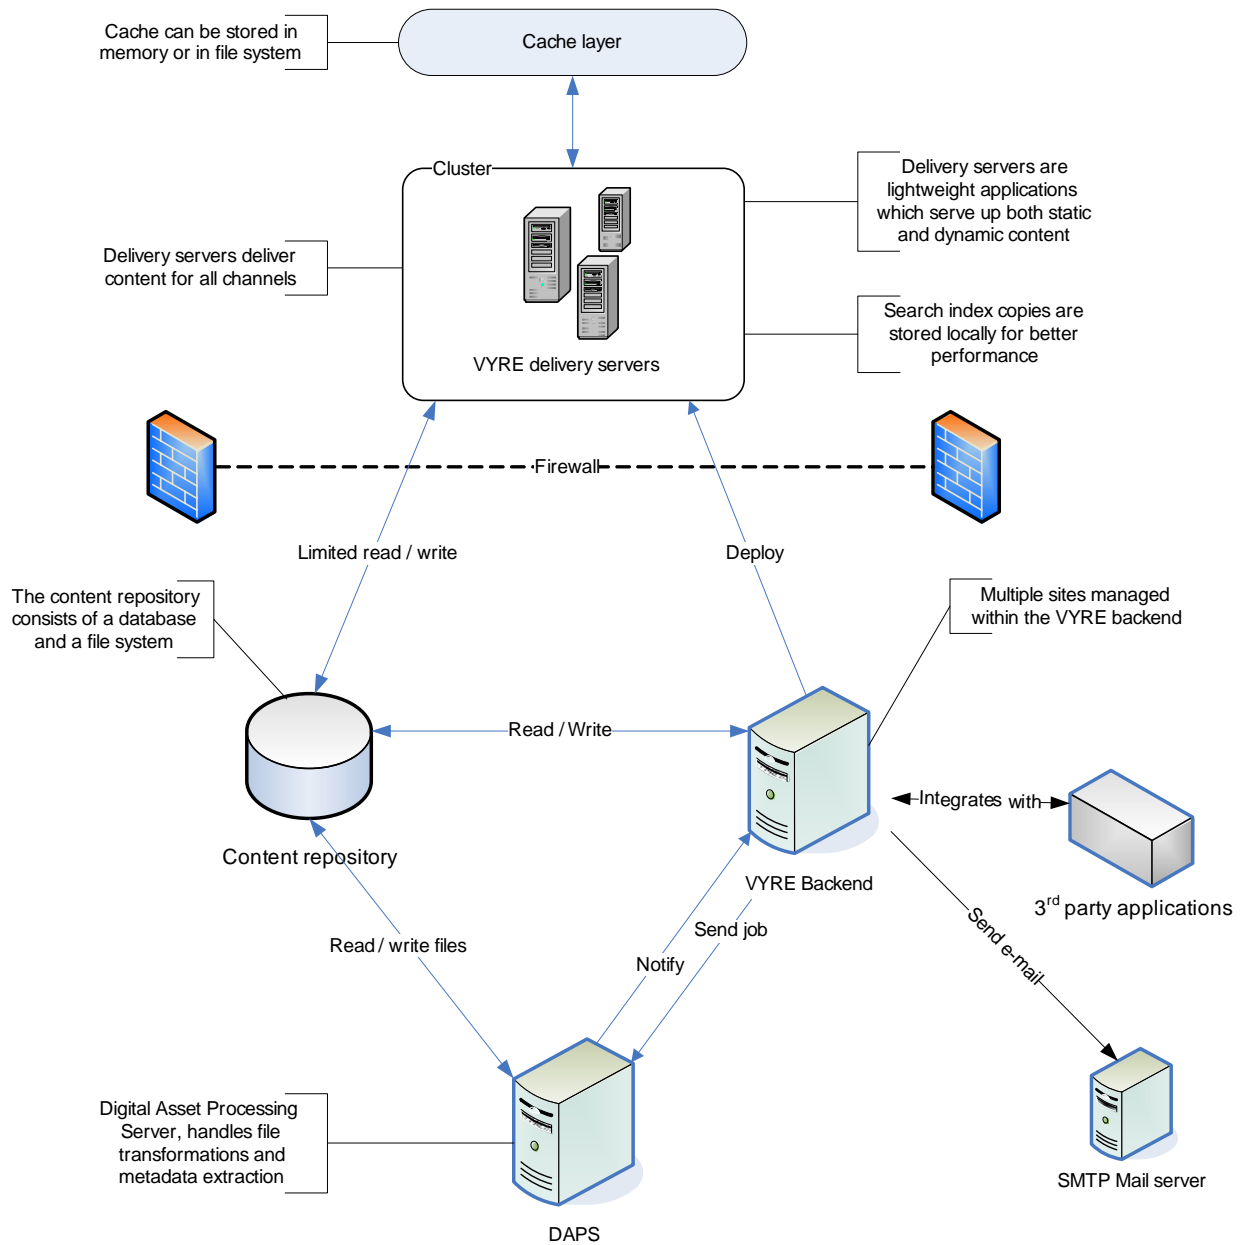 Cache can be stored in
memory or in file system
Cache layer
Cluster
Delivery servers are
lightweight applications
which serve up both static
and dynamic content
Delivery servers deliver
content for all channels
Search index copies are
stored locally for better
performance
VYRE delivery servers
Firewall
Limited read / write
Deploy
The content repository
consists of a database
and a file system
Multiple sites managed
within the VYRE backend
Read / Write
Integrates with
Content repository
VYRE Backend
3rd party applications
Send job
Send e-mail
Read / write files
Notify
Digital Asset Processing
Server, handles file
transformations and
metadata extraction
SMTP Mail server
DAPS